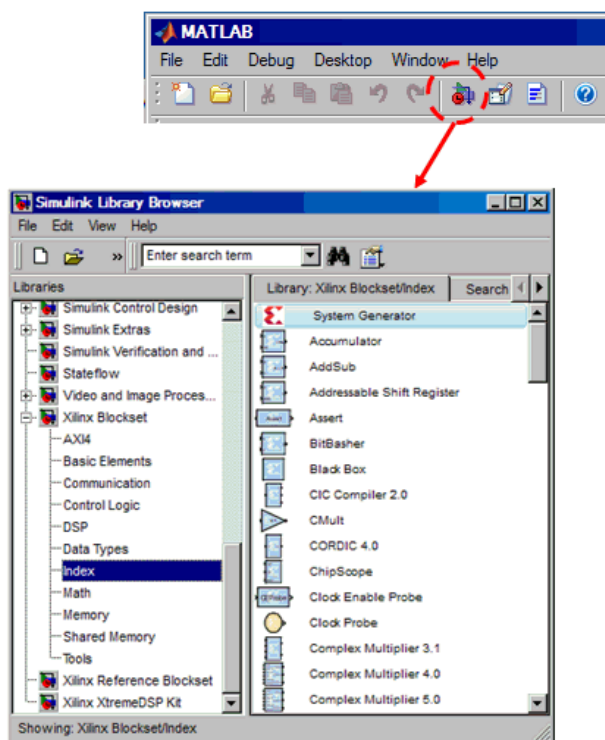 MATLAB
File Edit Debug Desktop Window Help
Simulink Library Browser
File Edit View Help
» Enter search term
Libraries
Simulink Control Design
Simulink Extras
Simulink Verification and ...
Stateflow
Video and Image Proces...
Xilinx Blockset
AXI4
Basic Elements
Communication
Control Logic
DSP
Data Types
Index
Math
Memory
Shared Memory
Tools
Xilinx Reference Blockset
Xilinx XtremeDSP Kit
Library: Xilinx Blockset/Index Search
System Generator
Accumulator
AddSub
Addressable Shift Register
Assert
BitBasher
Black Box
CIC Compiler 2.0
CMult
CORDIC 4.0
ChipScope
Clock Enable Probe
Clock Probe
Complex Multiplier 3.1
Complex Multiplier 4.0
Complex Multiplier 5.0
Showing: Xilinx Blockset/Index